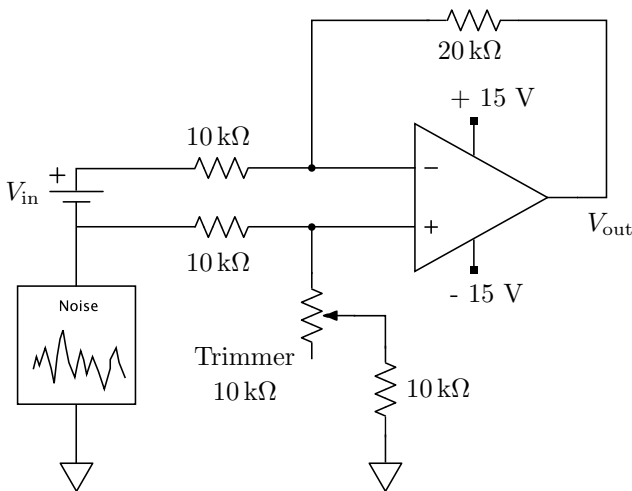 20 kΩ
+ 15 V
10 kΩ
+
−
V_in
+
10 kΩ
V_out
- 15 V
Noise
Trimmer
10 kΩ
10 kΩ